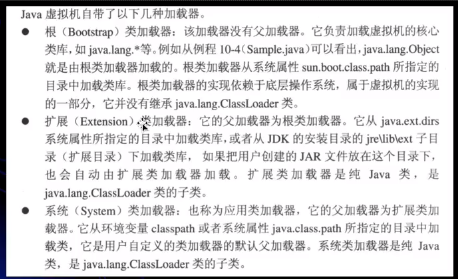 Java 虚拟机自带了以下几种加载器。
● 根（Bootstrap）类加载器：该加载器没有父加载器。它负责加载虚拟机的核心
类库，如 java.lang.*等。例如从例程 10-4（Sample.java）可以看出，java.lang.Object
就是由根类加载器加载的。根类加载器从系统属性 sun.boot.class.path 所指定的
目录中加载类库。根类加载器的实现依赖于底层操作系统，属于虚拟机的实现
的一部分，它并没有继承 java.lang.ClassLoader 类。
● 扩展（Extension）类加载器：它的父加载器为根类加载器。它从 java.ext.dirs
系统属性所指定的目录中加载类库，或者从 JDK 的安装目录的 jre\lib\ext 子目
录（扩展目录）下加载类库，如果把用户创建的 JAR 文件放在这个目录下，
也会自动由扩展类加载器加载。扩展类加载器是纯 Java 类，是
java.lang.ClassLoader 类的子类。
● 系统（System）类加载器：也称为应用类加载器，它的父加载器为扩展类加载
器。它从环境变量 classpath 或者系统属性 java.class.path 所指定的目录中加
载类，它是用户自定义的类加载器的默认父加载器。系统类加载器是纯 Java
类，是 java.lang.ClassLoader 类的子类。